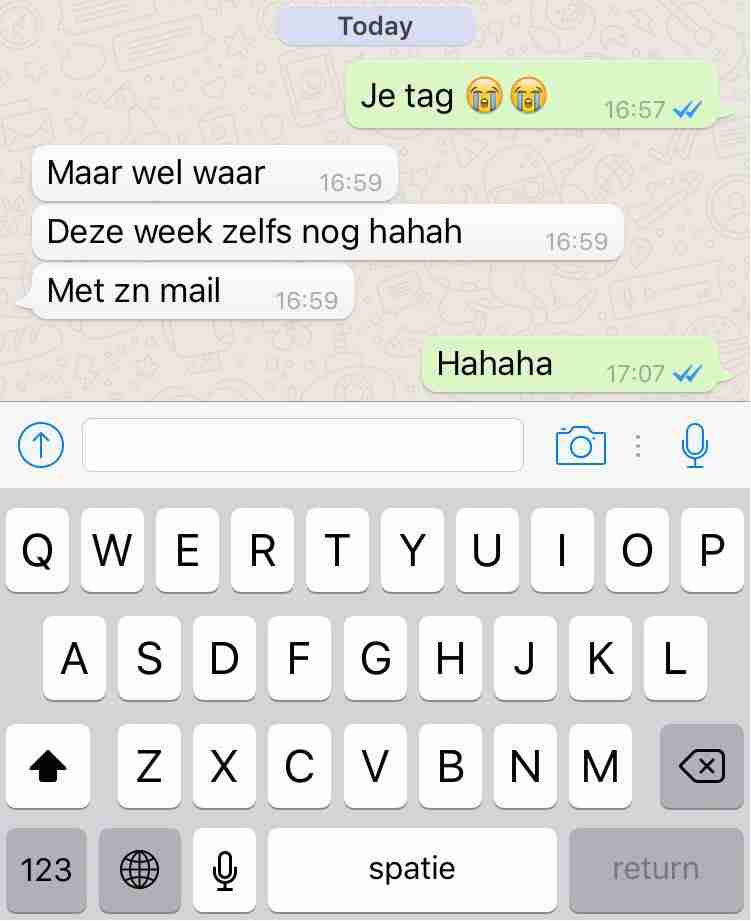 Today
Je tag 😭😭 16:57
Maar wel waar 16:59
Deze week zelfs nog hahah 16:59
Met zn mail 16:59
Hahaha 17:07
Q W E R T Y U I O P
A S D F G H J K L
Z X C V B N M
123 spatie return